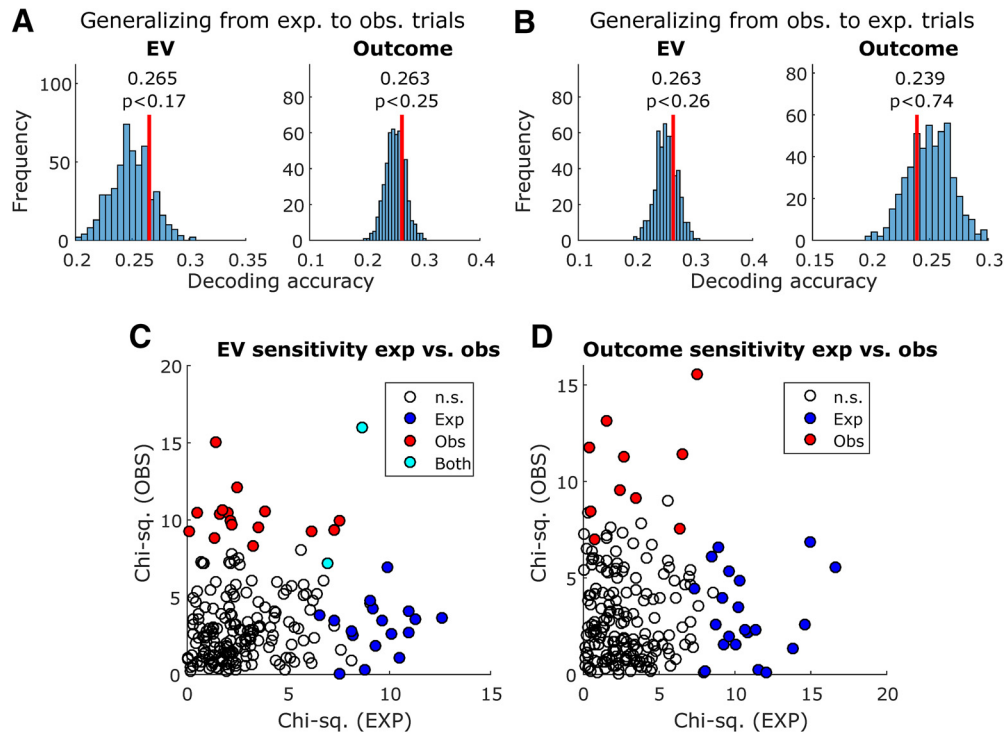 A
Generalizing from exp. to obs. trials
EV
Outcome
0.265
p<0.17
0.263
p<0.25
Frequency
100
50
0
80
60
40
20
0
0.2
0.25
0.3
0.35
0.1
0.2
0.3
0.4
Decoding accuracy
B
Generalizing from obs. to exp. trials
EV
Outcome
0.263
p<0.26
0.239
p<0.74
Frequency
80
60
40
20
0
80
60
40
20
0
0.1
0.2
0.3
0.4
0.15
0.2
0.25
0.3
Decoding accuracy
C
EV sensitivity exp vs. obs
n.s.
Exp
Obs
Both
Chi-sq. (OBS)
20
15
10
5
0
0
5
10
15
Chi-sq. (EXP)
D
Outcome sensitivity exp vs. obs
n.s.
Exp
Obs
Chi-sq. (OBS)
15
10
5
0
0
5
10
15
20
Chi-sq. (EXP)